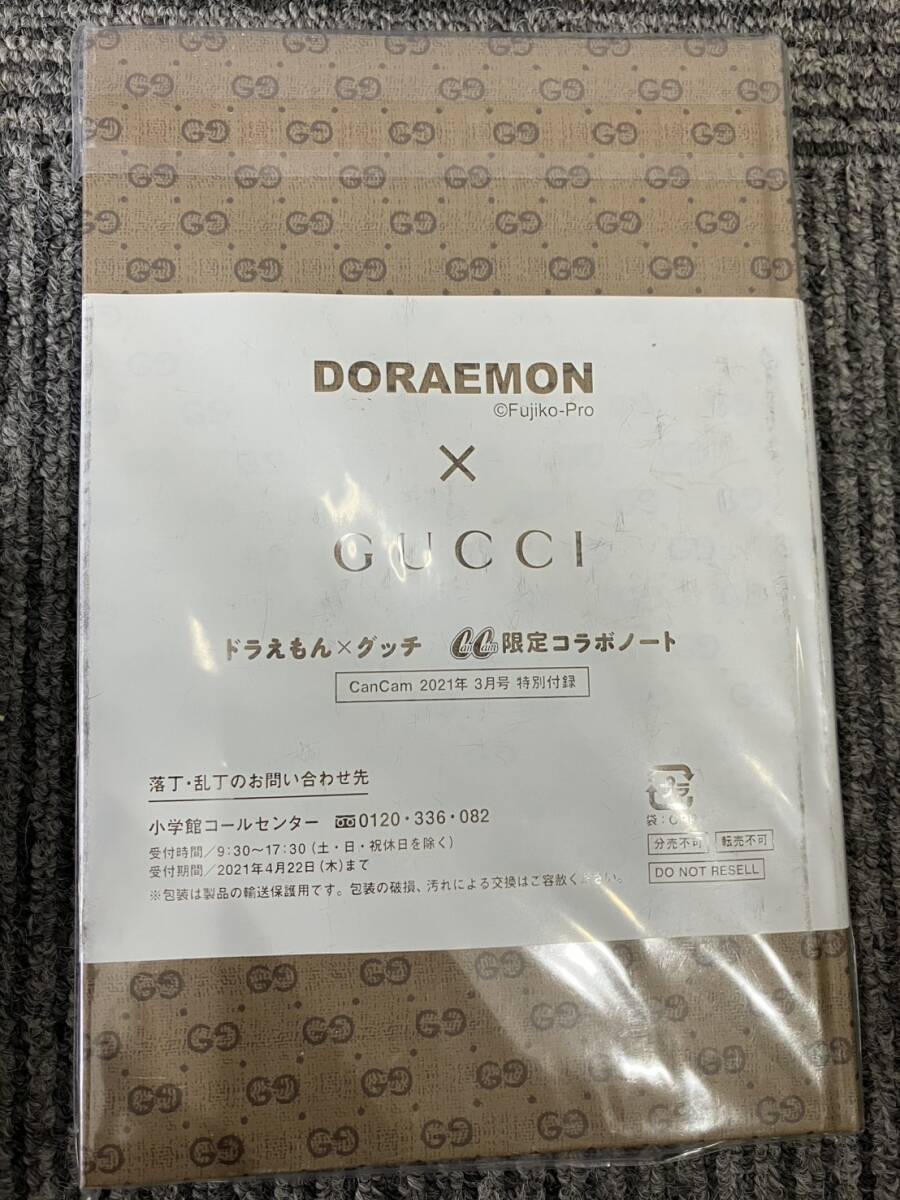 DORAEMON
©Fujiko-Pro
×
GUCCI
ドラえもん×グッチ CanCam 限定コラボノート
CanCam 2021年 3月号 特別付録
落丁・乱丁のお問い合わせ先
小学館コールセンター 0120・336・082
受付時間/9:30〜17:30(土・日・祝休日を除く)
受付期間/2021年4月22日(木)まで
※包装は製品の輸送保護用です。包装の破損、汚れによる交換はご容赦ください。
プラ
袋:
分売不可 転売不可
DO NOT RESELL